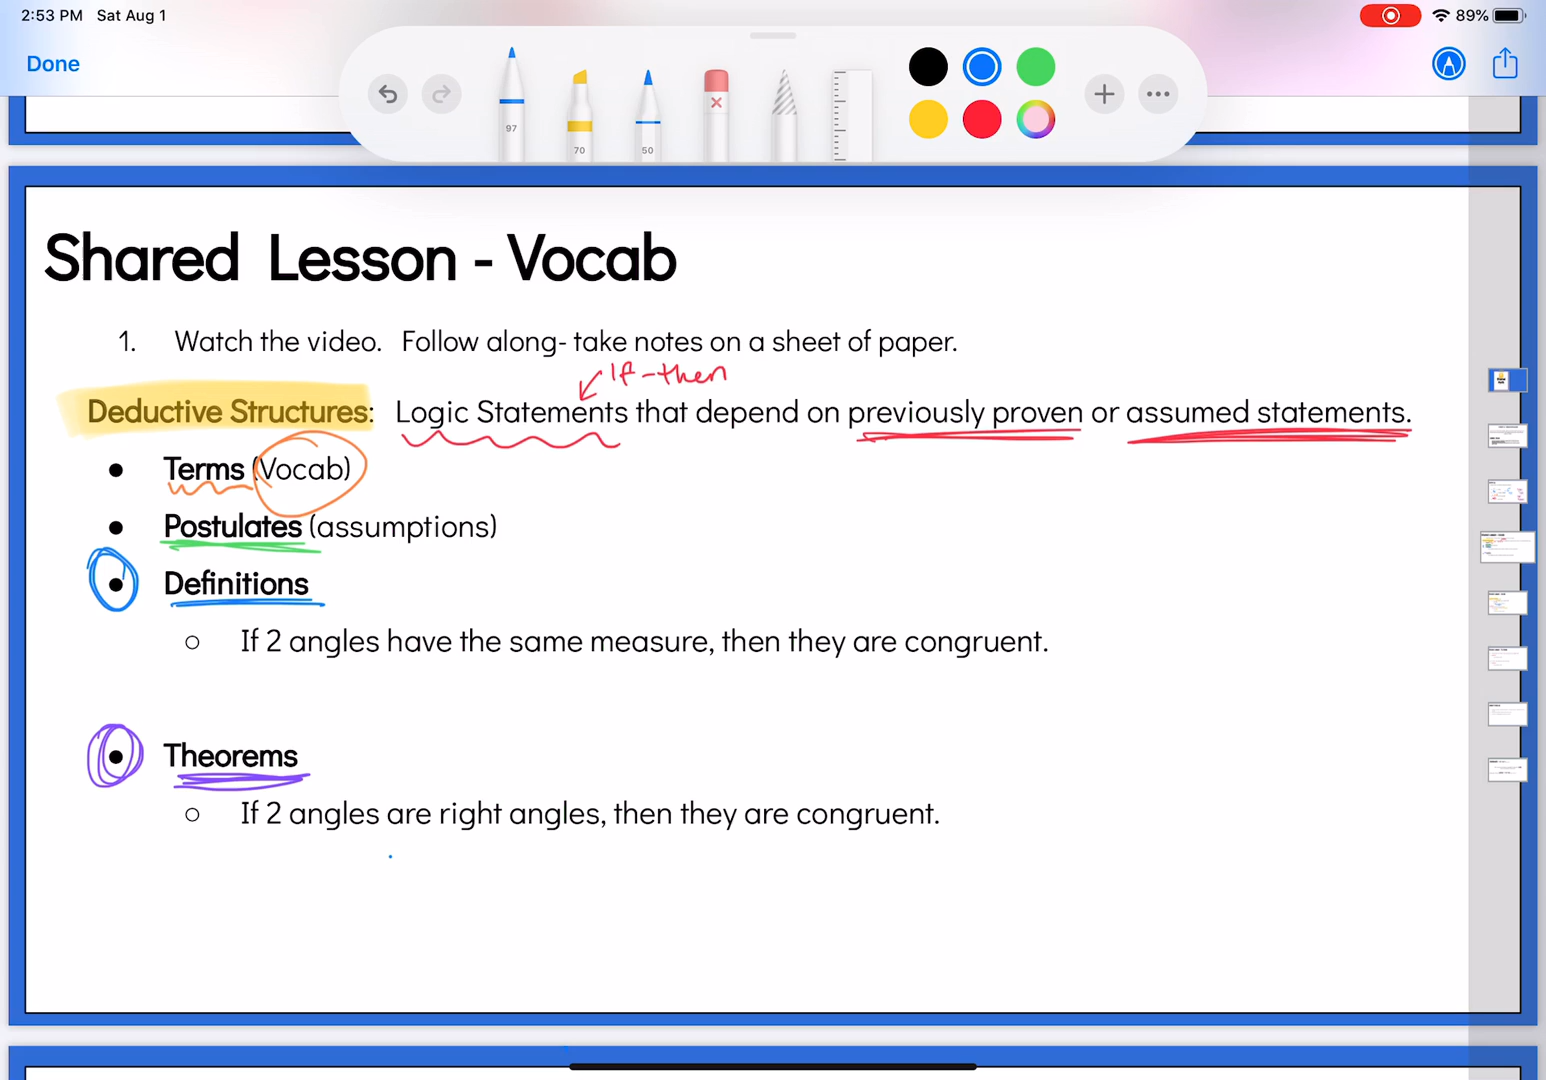 2:53 PM Sat Aug 1
89%
Done
97
70
50
Shared Lesson - Vocab
1. Watch the video. Follow along- take notes on a sheet of paper.
If-then
Deductive Structures: Logic Statements that depend on previously proven or assumed statements.
● Terms (Vocab)
● Postulates (assumptions)
● Definitions
○ If 2 angles have the same measure, then they are congruent.
● Theorems
○ If 2 angles are right angles, then they are congruent.